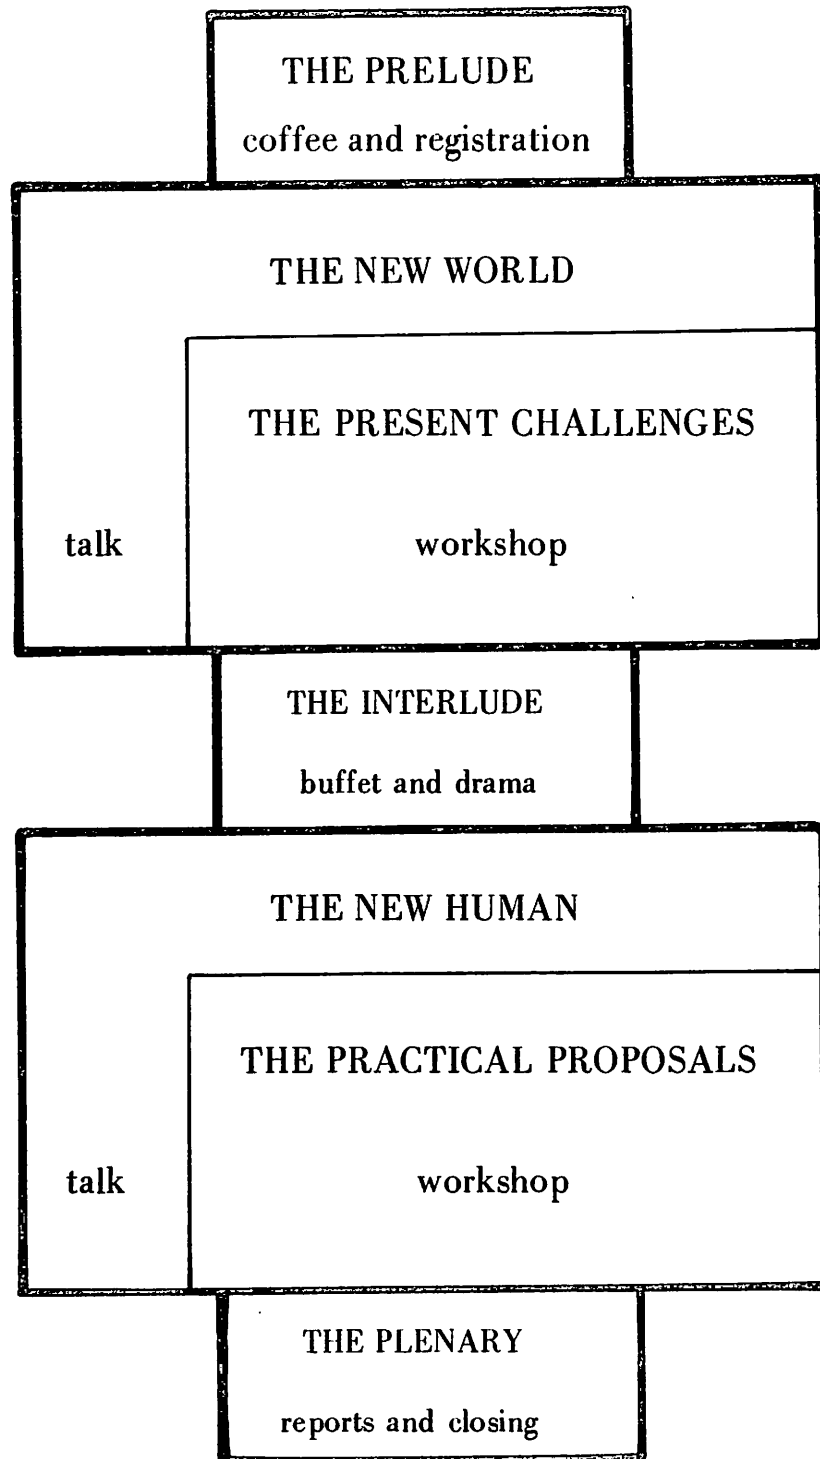 THE PRELUDE
coffee and registration
THE NEW WORLD
THE PRESENT CHALLENGES
talk
workshop
THE INTERLUDE
buffet and drama
THE NEW HUMAN
THE PRACTICAL PROPOSALS
talk
workshop
THE PLENARY
reports and closing